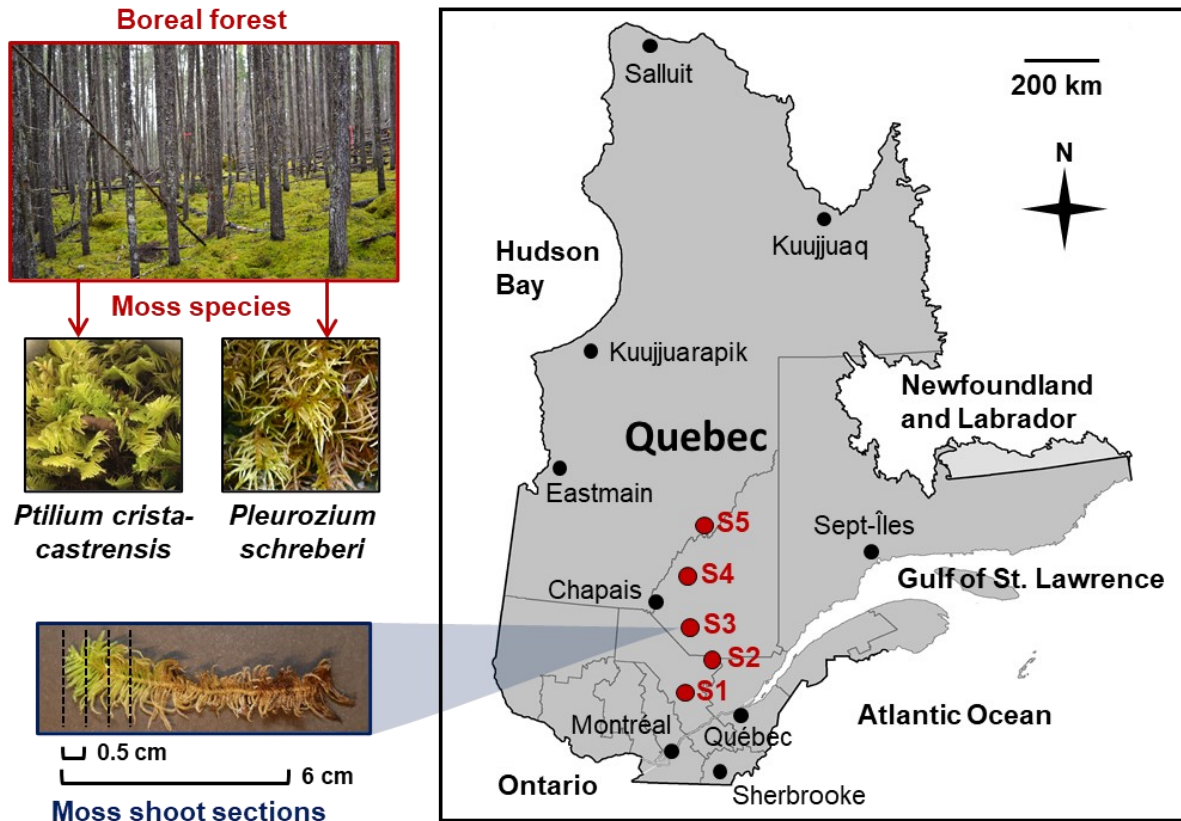 Boreal forest
Moss species
Ptilium crista-
castrensis
Pleurozium
schreberi
0.5 cm
6 cm
Moss shoot sections
Salluit
200 km
N
Kuujjuaq
Hudson
Bay
Kuujjuarapik
Newfoundland
and Labrador
Quebec
Eastmain
S5
Sept-Îles
S4
Gulf of St. Lawrence
Chapais
S3
S2
S1
Montréal
Québec
Atlantic Ocean
Ontario
Sherbrooke